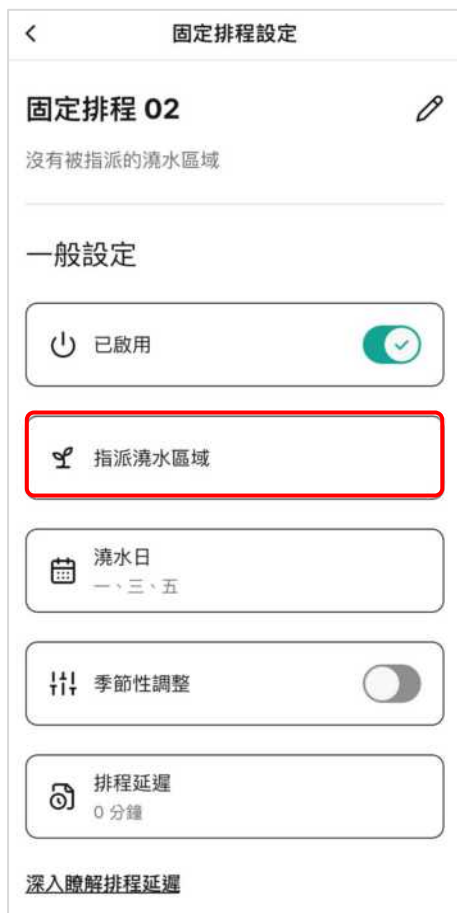 固定排程設定
固定排程 02
沒有被指派的澆水區域
一般設定
已啟用
指派澆水區域
澆水日
一、三、五
季節性調整
排程延遲
0 分鐘
深入瞭解排程延遲